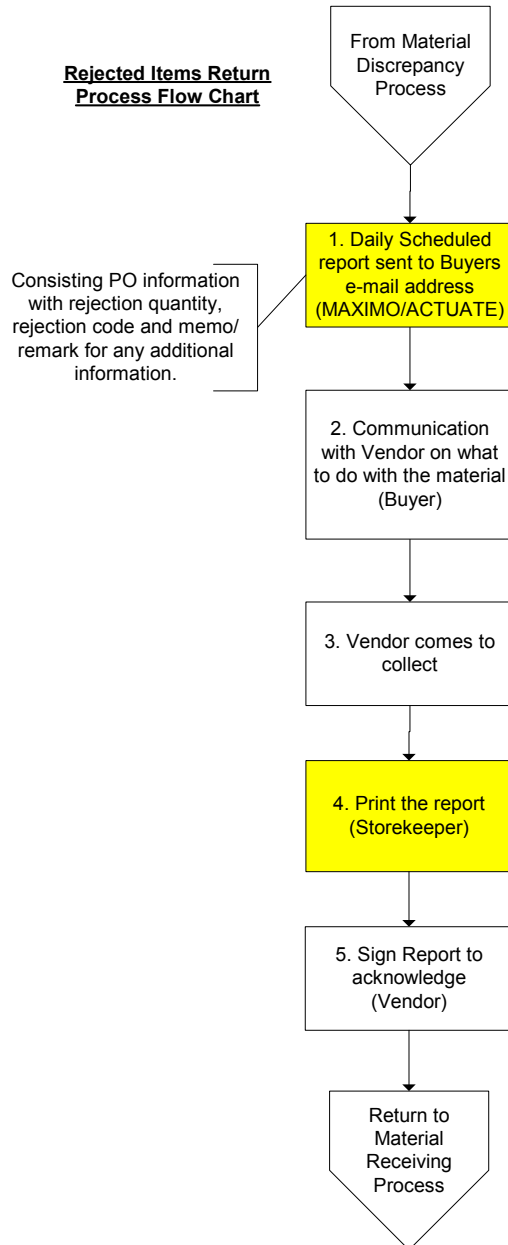 Rejected Items Return
Process Flow Chart
From Material
Discrepancy
Process
1. Daily Scheduled
report sent to Buyers
e-mail address
(MAXIMO/ACTUATE)
Consisting PO information
with rejection quantity,
rejection code and memo/
remark for any additional
information.
2. Communication
with Vendor on what
to do with the material
(Buyer)
3. Vendor comes to
collect
4. Print the report
(Storekeeper)
5. Sign Report to
acknowledge
(Vendor)
Return to
Material
Receiving
Process